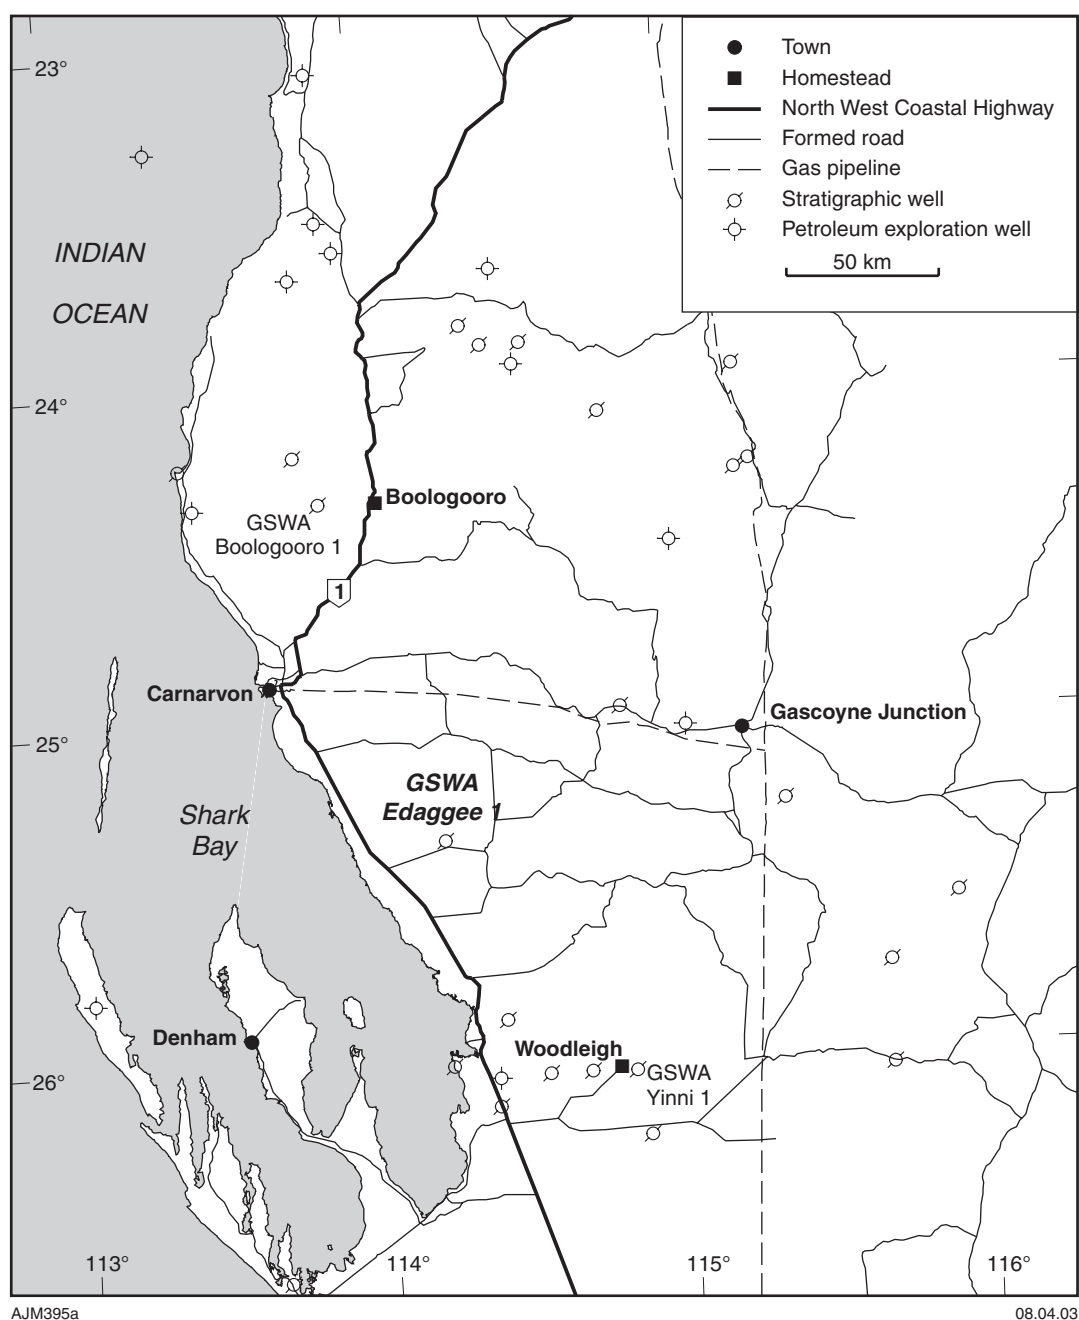 23°
Town
Homestead
North West Coastal Highway
Formed road
Gas pipeline
Stratigraphic well
Petroleum exploration well
50 km
INDIAN
OCEAN
24°
Boologooro
GSWA
Boologooro 1
1
Carnarvon
Gascoyne Junction
25°
GSWA
Edaggee 1
Shark
Bay
Denham
Woodleigh
GSWA
Yinni 1
26°
113°
114°
115°
116°
AJM395a
08.04.03